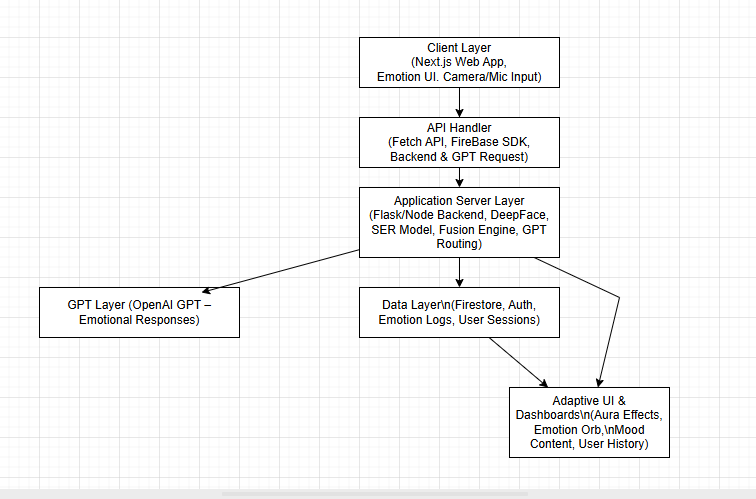 Client Layer
(Next.js Web App,
Emotion UI. Camera/Mic Input)
API Handler
(Fetch API, FireBase SDK,
Backend & GPT Request)
Application Server Layer
(Flask/Node Backend, DeepFace,
SER Model, Fusion Engine, GPT
Routing)
GPT Layer (OpenAI GPT –
Emotional Responses)
Data Layer\n(Firestore, Auth,
Emotion Logs, User Sessions)
Adaptive UI &
Dashboards\n(Aura Effects,
Emotion Orb,\nMood
Content, User History)